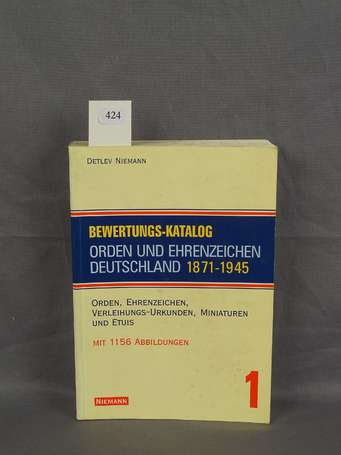 424
DETLEV NIEMANN
BEWERTUNGS-KATALOG
ORDEN UND EHRENZEICHEN
DEUTSCHLAND 1871-1945
ORDEN, EHRENZEICHEN,
VERLEIHUNGS-URKUNDEN, MINIATUREN
UND ETUIS
MIT 1156 ABBILDUNGEN
NIEMANN
1